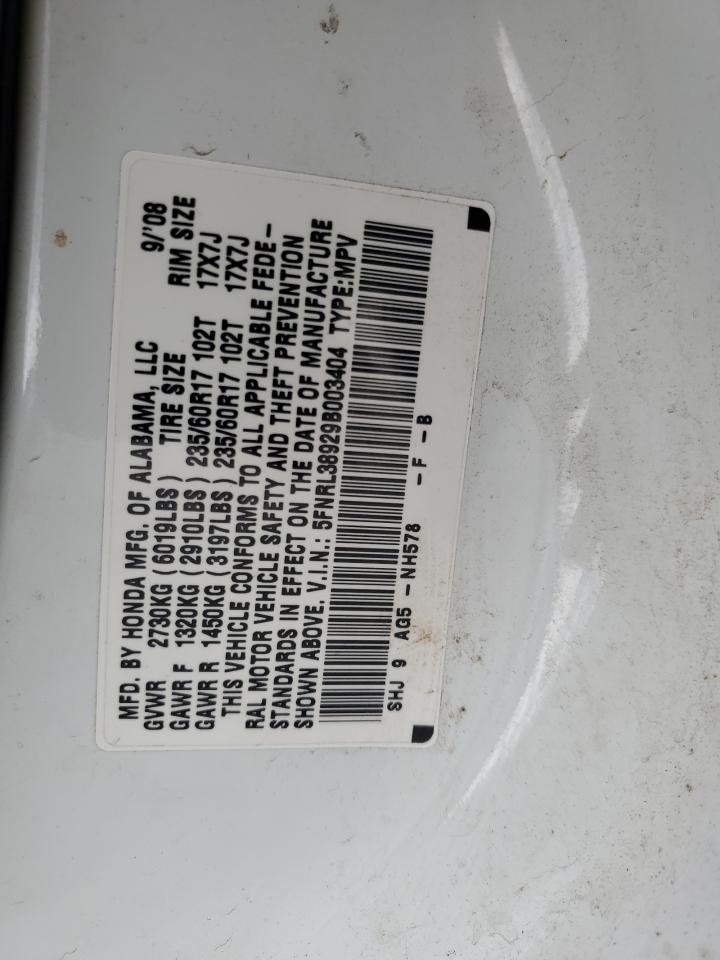 MFD. BY HONDA MFG. OF ALABAMA, LLC 9/'08
GVWR 2730KG (6019LBS) TIRE SIZE RIM SIZE
GAWR F 1320KG (2910LBS) 235/60R17 102T 17X7J
GAWR R 1450KG (3197LBS) 235/60R17 102T 17X7J
THIS VEHICLE CONFORMS TO ALL APPLICABLE FEDE-
RAL MOTOR VEHICLE SAFETY AND THEFT PREVENTION
STANDARDS IN EFFECT ON THE DATE OF MANUFACTURE
SHOWN ABOVE. V.I.N.: 5FNRL38929B003404 TYPE:MPV
SHJ 9 AG5 -NH578 -F -B